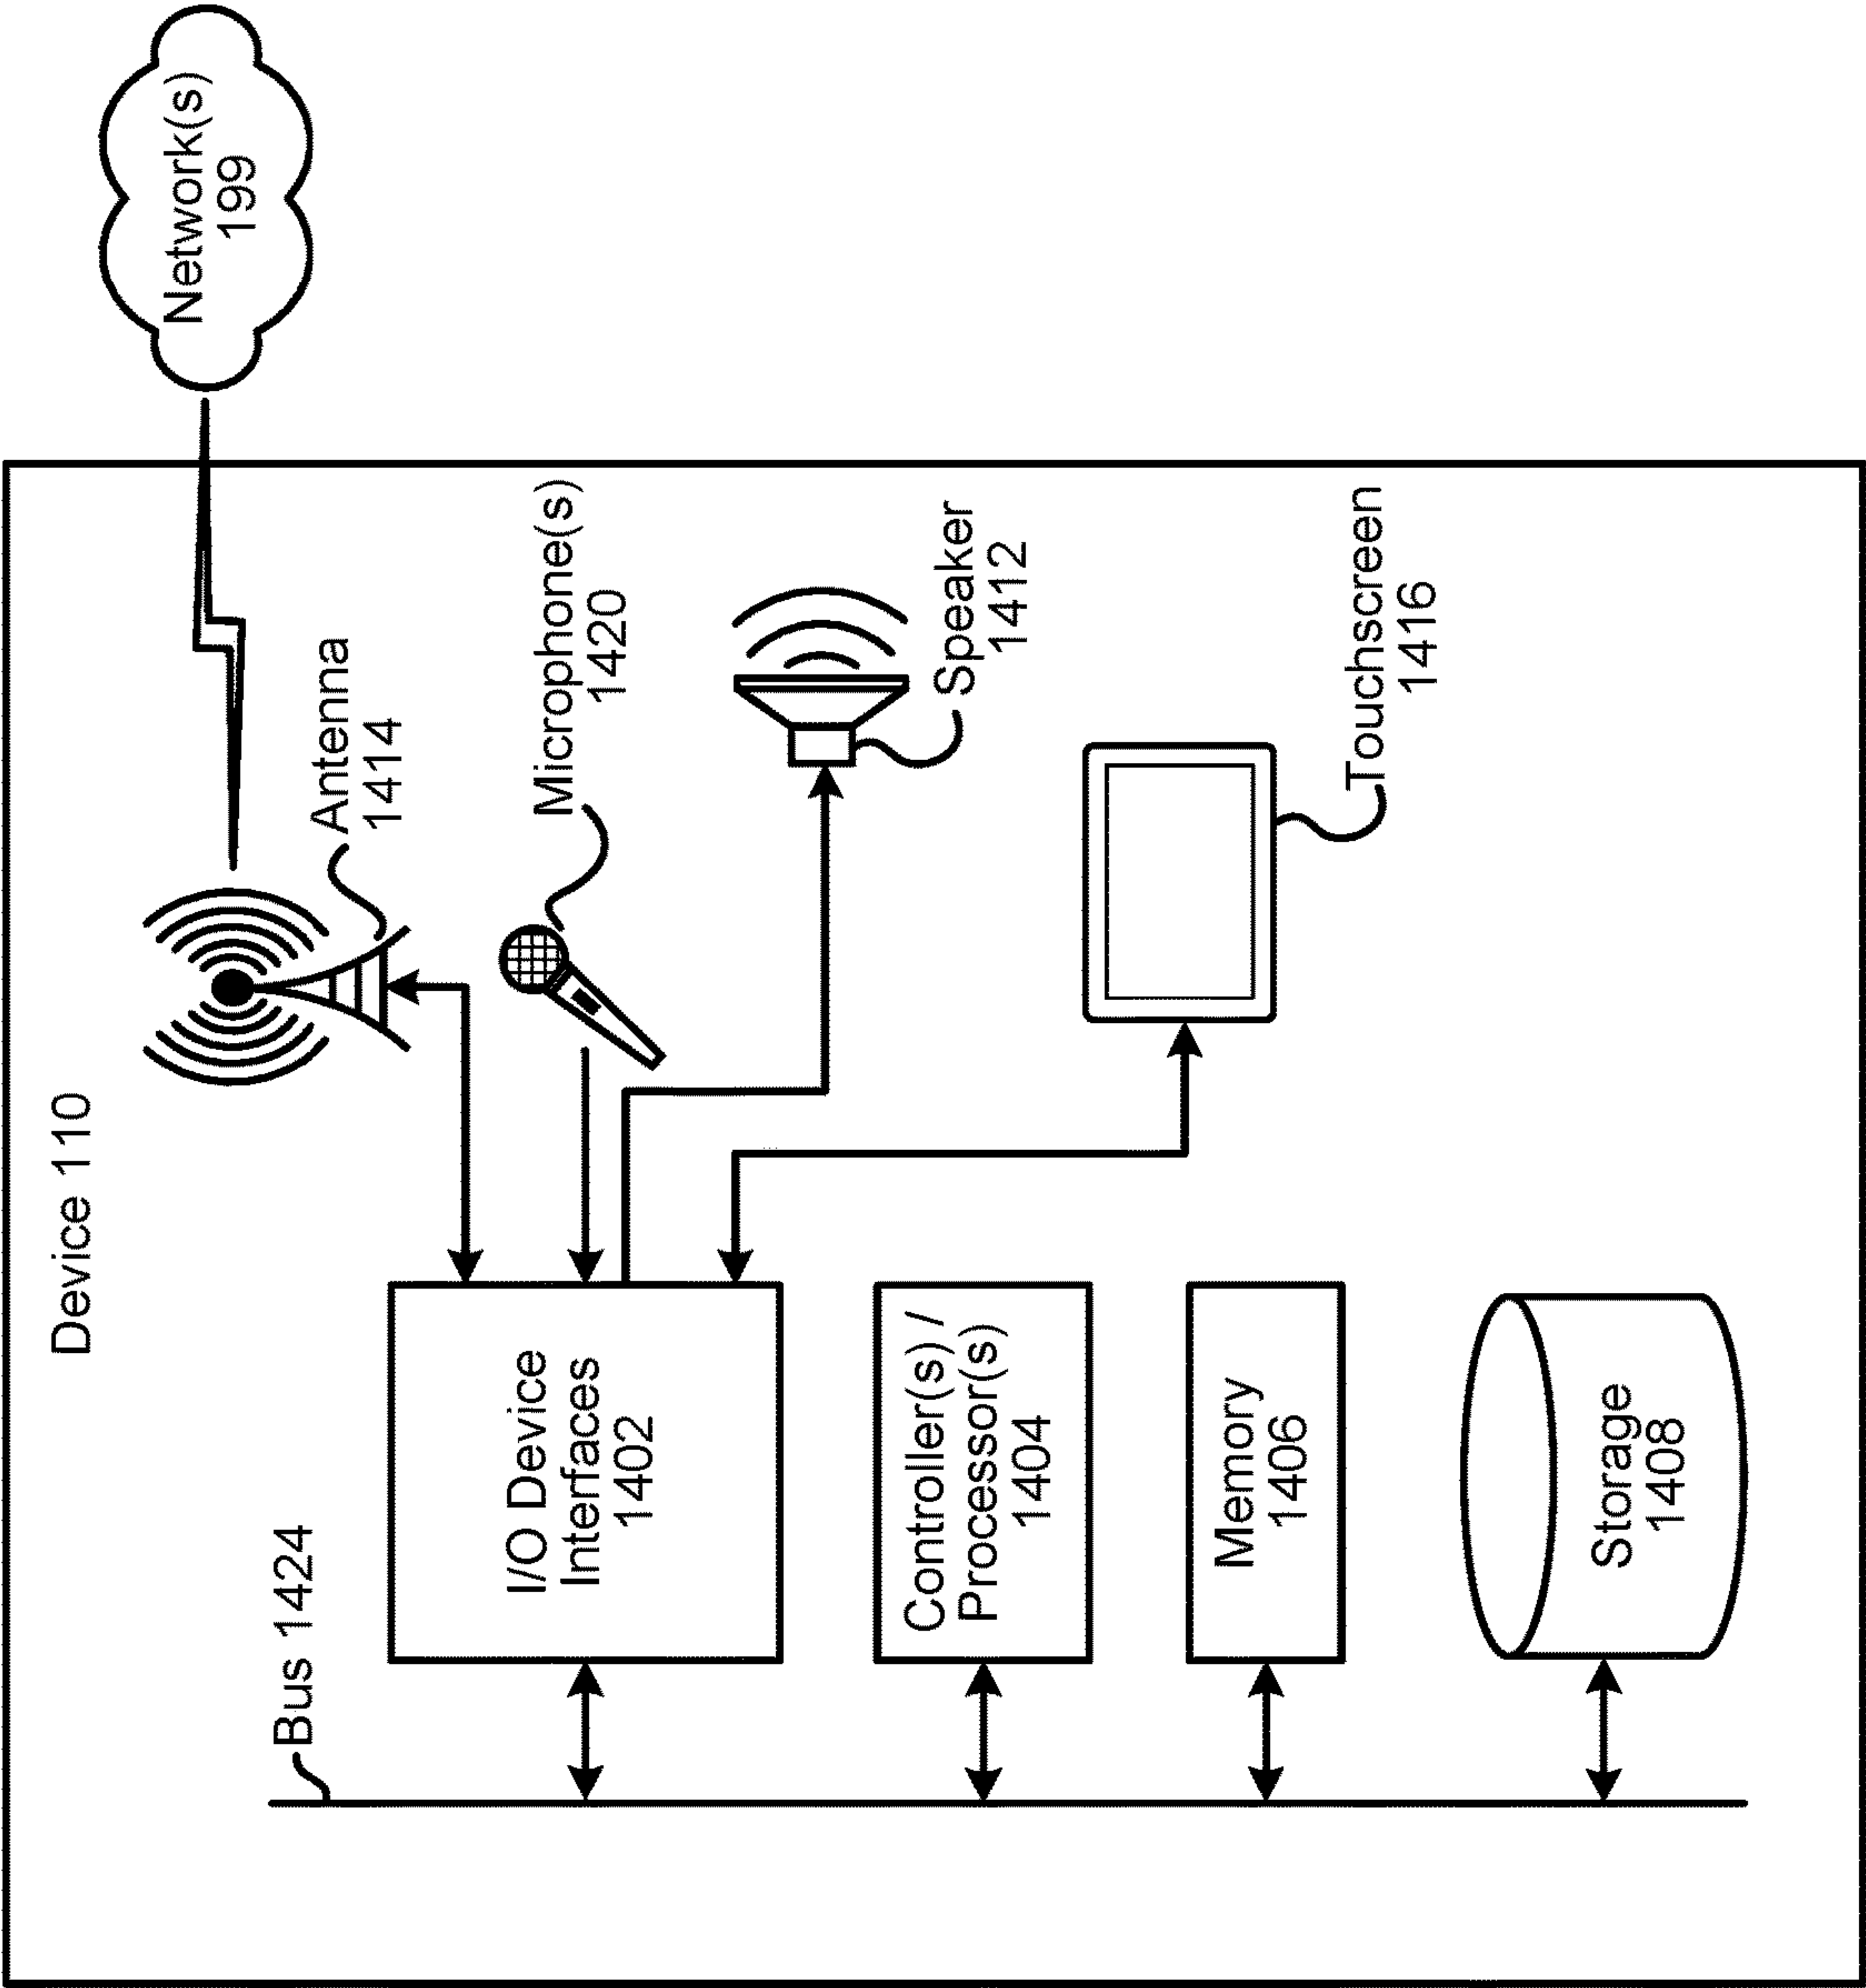 Device 110
Network(s)
199
Antenna
1414
Bus 1424
I/O Device
Interfaces
1402
Microphone(s)
1420
Speaker
1412
Controller(s) /
Processor(s)
1404
Touchscreen
1416
Memory
1406
Storage
1408